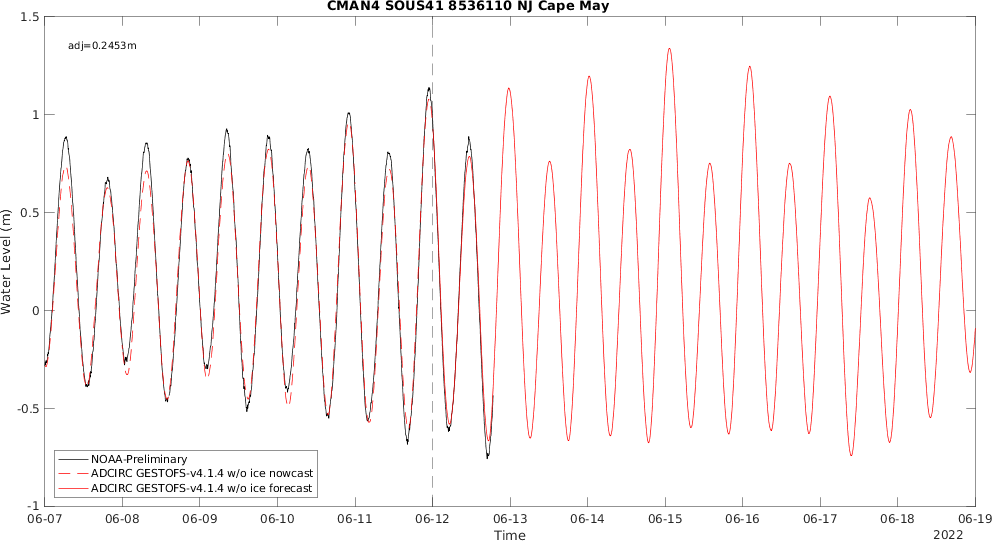 CMAN4 SOUS41 8536110 NJ Cape May
adj=0.2453m
Water Level (m)
1.5
1
0.5
0
-0.5
-1
NOAA-Preliminary
ADCIRC GESTOFS-v4.1.4 w/o ice nowcast
ADCIRC GESTOFS-v4.1.4 w/o ice forecast
06-07 06-08 06-09 06-10 06-11 06-12 06-13 06-14 06-15 06-16 06-17 06-18 06-19
Time
2022